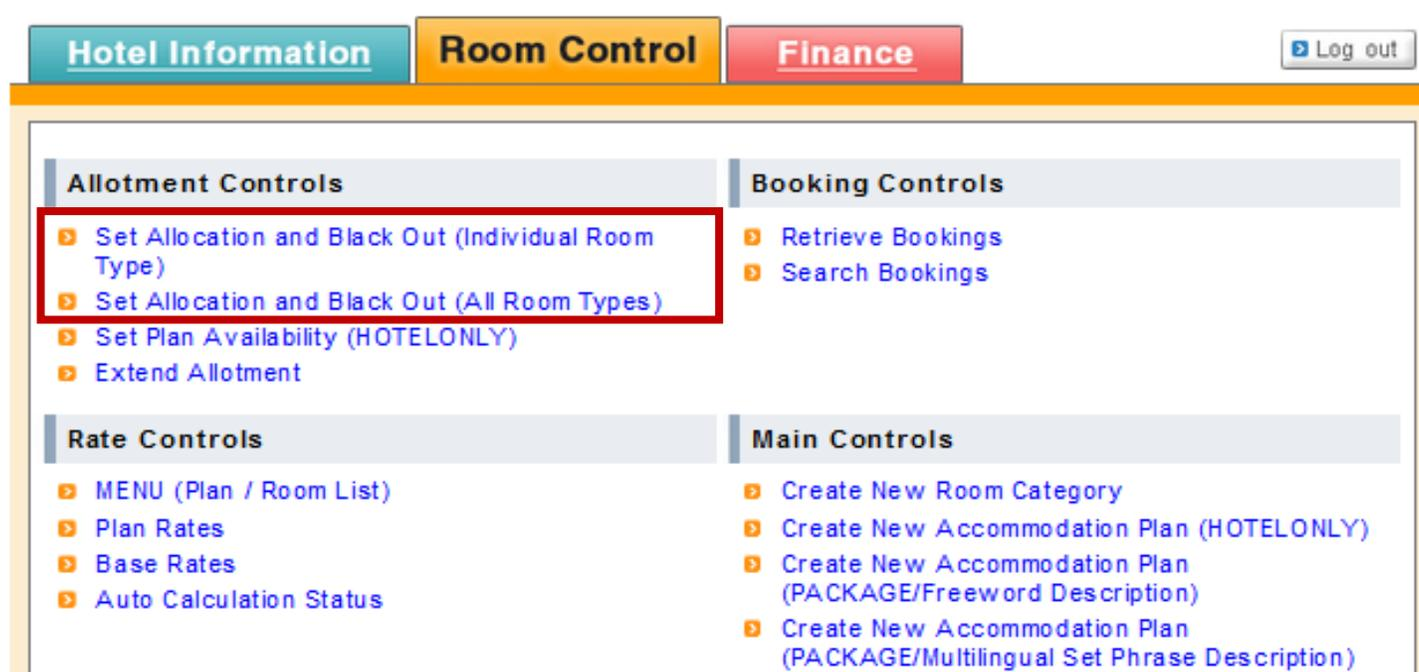 Hotel Information
Room Control
Finance
Log out
Allotment Controls
Set Allocation and Black Out (Individual Room
Type)
Set Allocation and Black Out (All Room Types)
Set Plan Availability (HOTELONLY)
Extend Allotment
Booking Controls
Retrieve Bookings
Search Bookings
Rate Controls
MENU (Plan / Room List)
Plan Rates
Base Rates
Auto Calculation Status
Main Controls
Create New Room Category
Create New Accommodation Plan (HOTELONLY)
Create New Accommodation Plan
(PACKAGE/Freeword Description)
Create New Accommodation Plan
(PACKAGE/Multilingual Set Phrase Description)